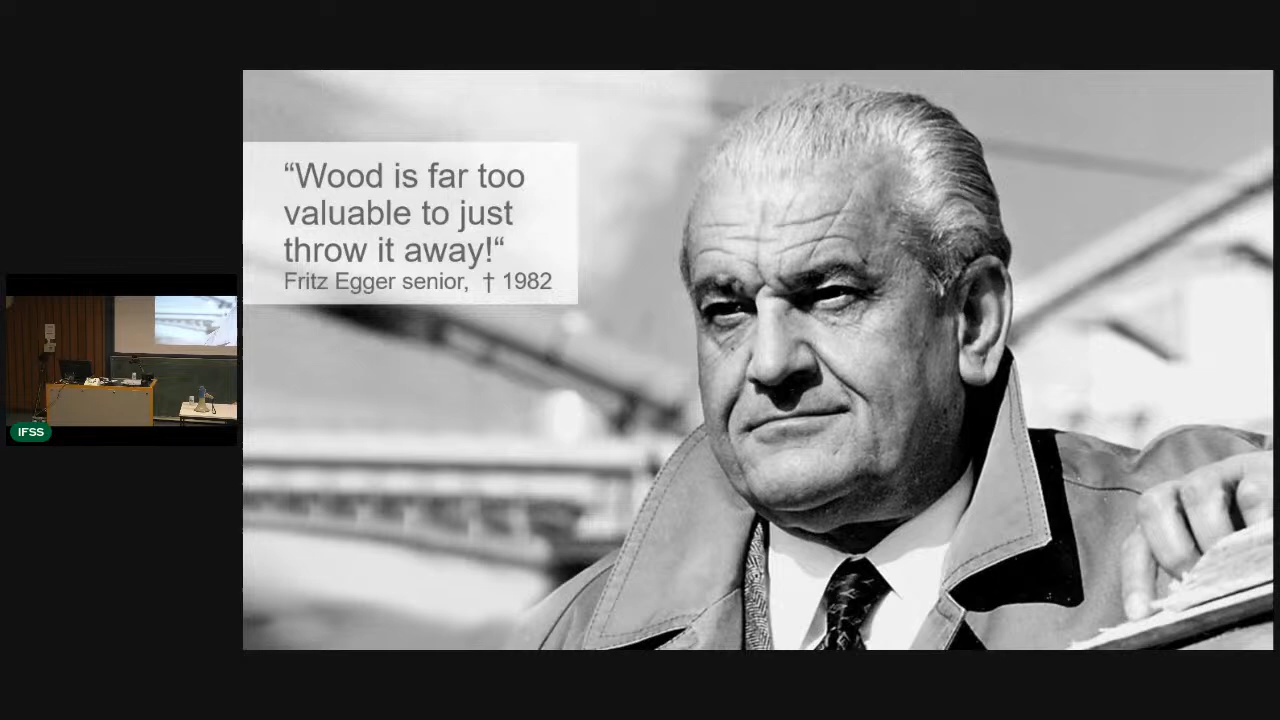 “Wood is far too
valuable to just
throw it away!“
Fritz Egger senior, † 1982
IFSS